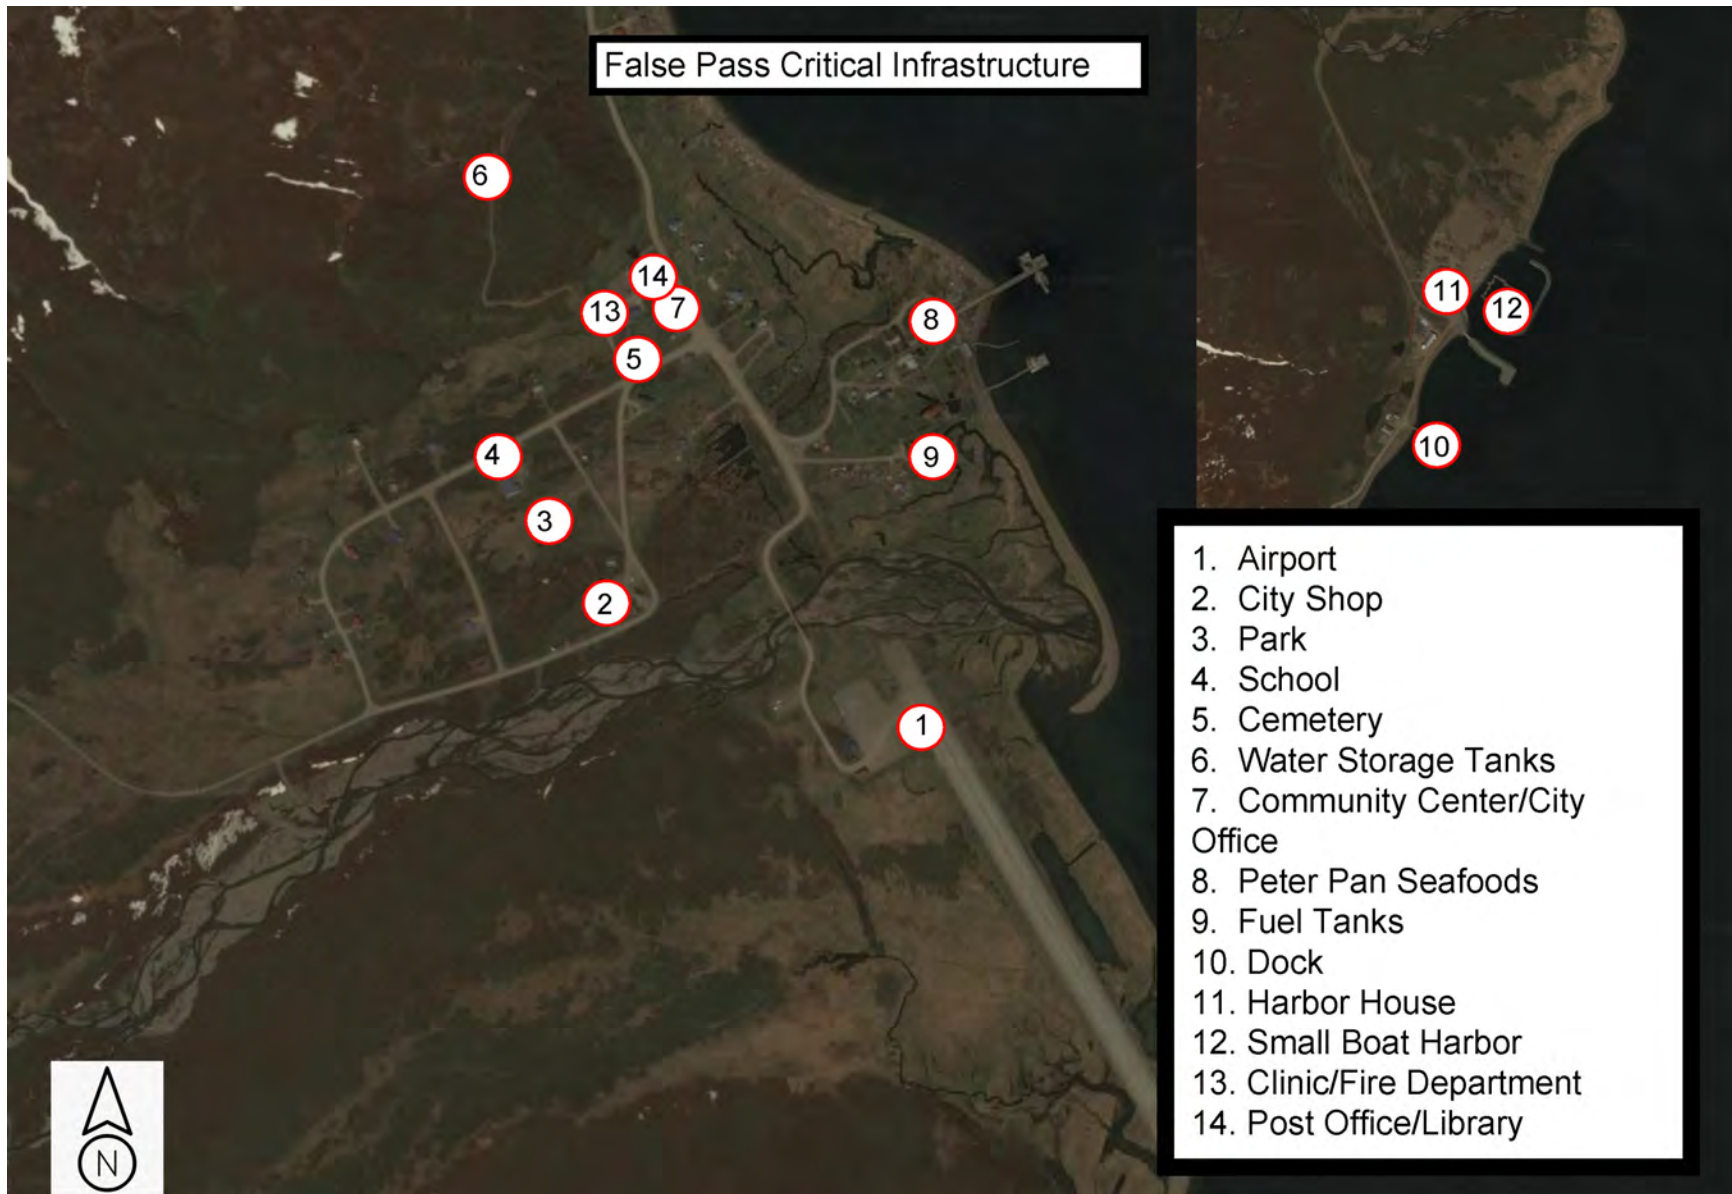 False Pass Critical Infrastructure
6
14
13
7
11
12
8
5
4
9
10
3
2
1
1. Airport
2. City Shop
3. Park
4. School
5. Cemetery
6. Water Storage Tanks
7. Community Center/City
Office
8. Peter Pan Seafoods
9. Fuel Tanks
10. Dock
11. Harbor House
12. Small Boat Harbor
13. Clinic/Fire Department
14. Post Office/Library
N